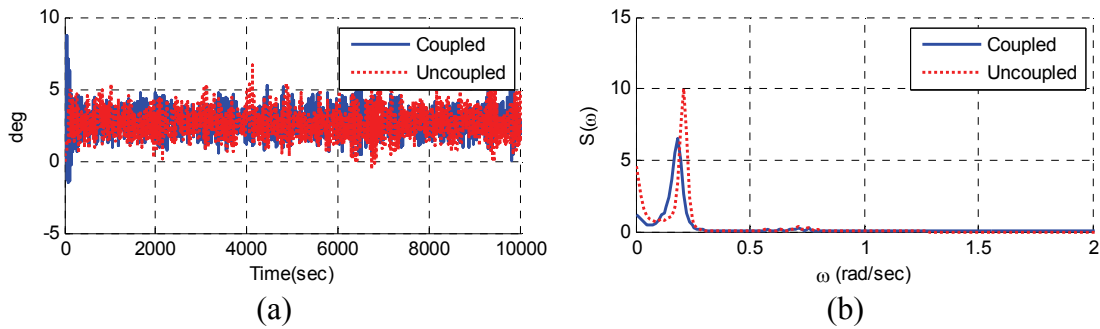 10
5
0
-5
deg
0
2000
4000
6000
8000
10000
Time(sec)
Coupled
Uncoupled
(a)
15
10
5
0
S(ω)
0
0.5
1
1.5
2
ω (rad/sec)
Coupled
Uncoupled
(b)